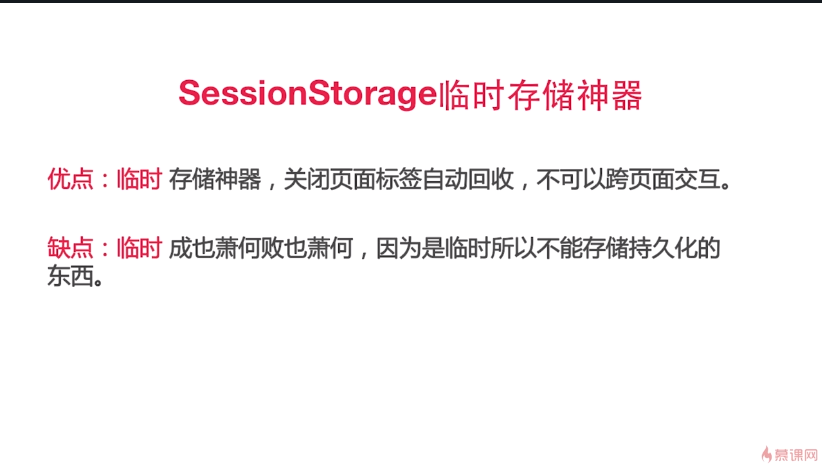 SessionStorage临时存储神器
优点：临时 存储神器，关闭页面标签自动回收，不可以跨页面交互。
缺点：临时 成也萧何败也萧何，因为是临时所以不能存储持久化的
东西。
慕课网